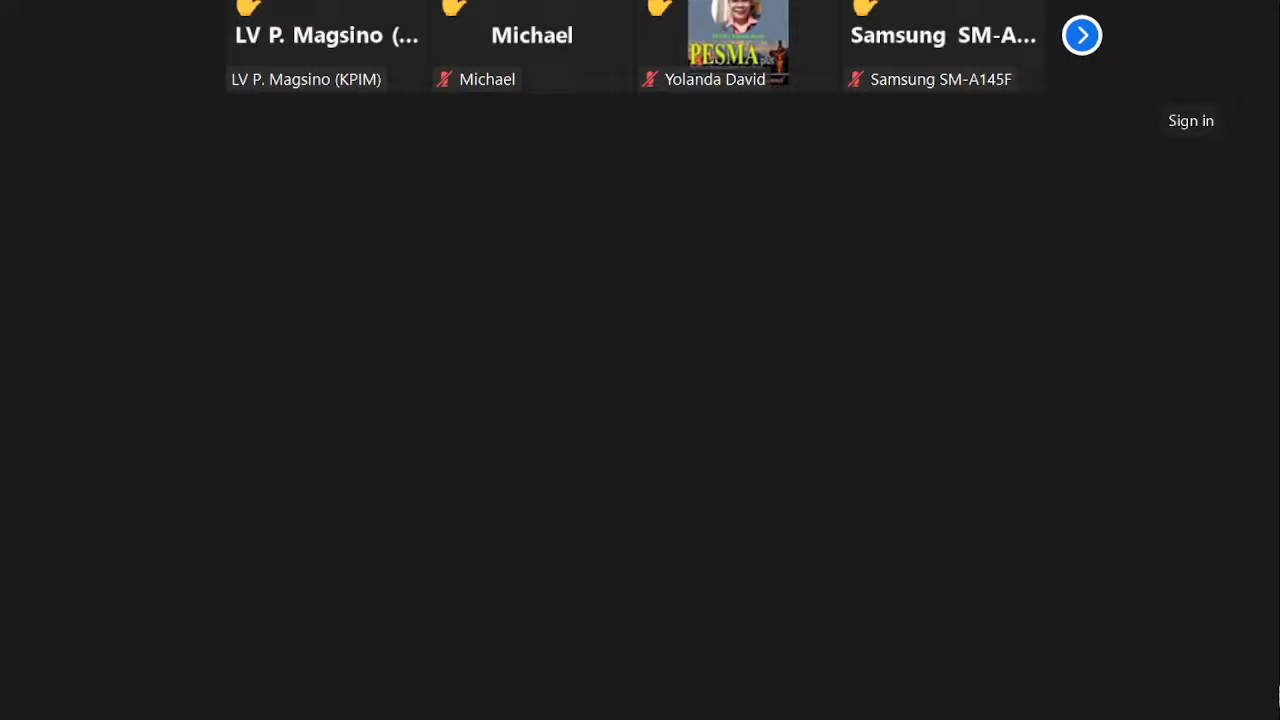 LV P. Magsino (...
Michael
PESMA
Samsung SM-A...
LV P. Magsino (KPIM)
Michael
Yolanda David
Samsung SM-A145F
Sign in